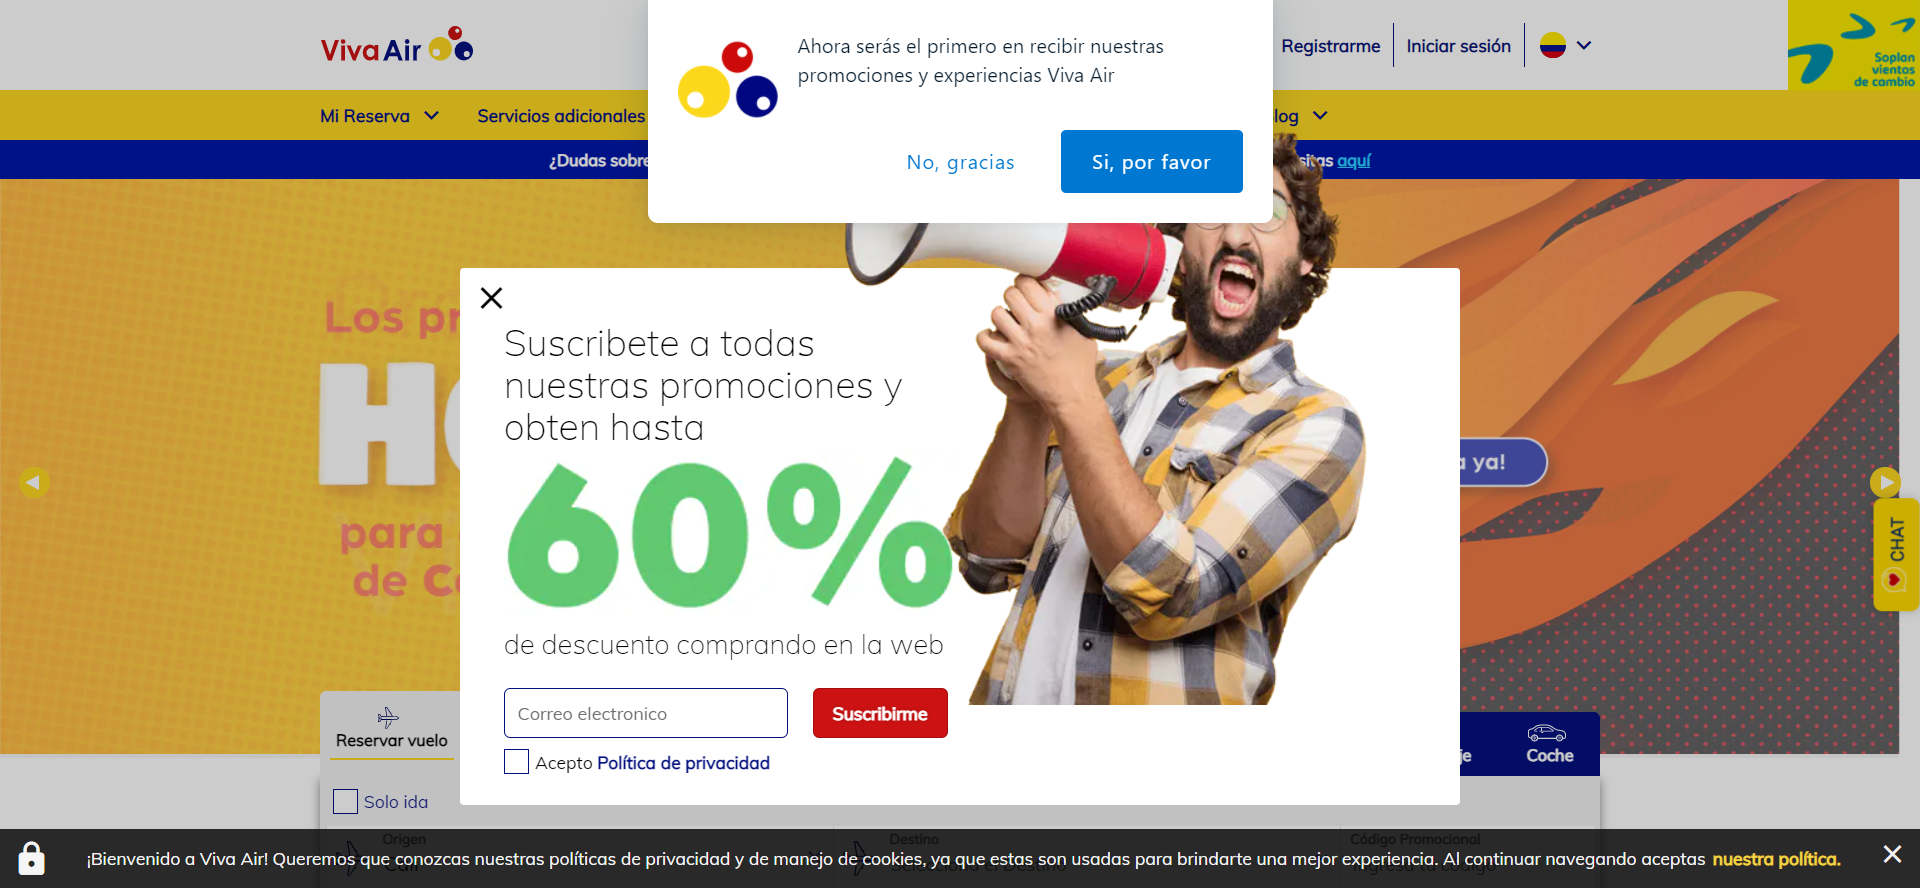 Viva Air
Ahora serás el primero en recibir nuestras
promociones y experiencias Viva Air
No, gracias
Si, por favor
Registrarme
Iniciar sesión
Soplan
vientos
de cambio
Mi Reserva
Servicios adicionales
¿Dudas sobre
aquí
Los
para
de
Suscribete a todas
nuestras promociones y
obten hasta
60%
de descuento comprando en la web
Correo electronico
Suscribirme
Acepto Política de privacidad
ya!
CHAT
Reservar vuelo
Coche
Solo ida
Origen
Destino
Código Promocional
¡Bienvenido a Viva Air! Queremos que conozcas nuestras políticas de privacidad y de manejo de cookies, ya que estas son usadas para brindarte una mejor experiencia. Al continuar navegando aceptas nuestra política.